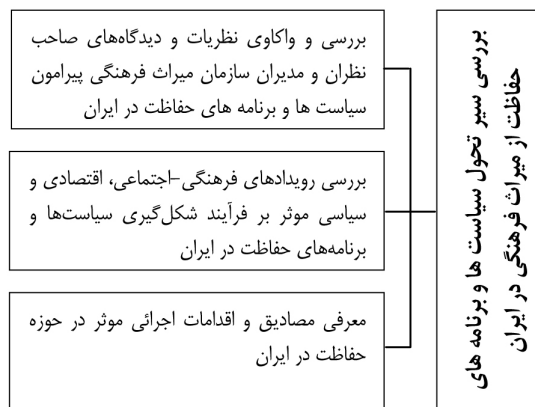 بررسی سیر تحول سیاست ها و برنامه های
حفاظت از میراث فرهنگی در ایران
بررسی و واکاوی نظریات و دیدگاه‌های صاحب
نظران و مدیران سازمان میراث فرهنگی پیرامون
سیاست ها و برنامه های حفاظت در ایران
بررسی رویدادهای فرهنگی-اجتماعی، اقتصادی و
سیاسی موثر بر فرآیند شکل‌گیری سیاست‌ها و
برنامه‌های حفاظت در ایران
معرفی مصادیق و اقدامات اجرائی موثر در حوزه
حفاظت در ایران